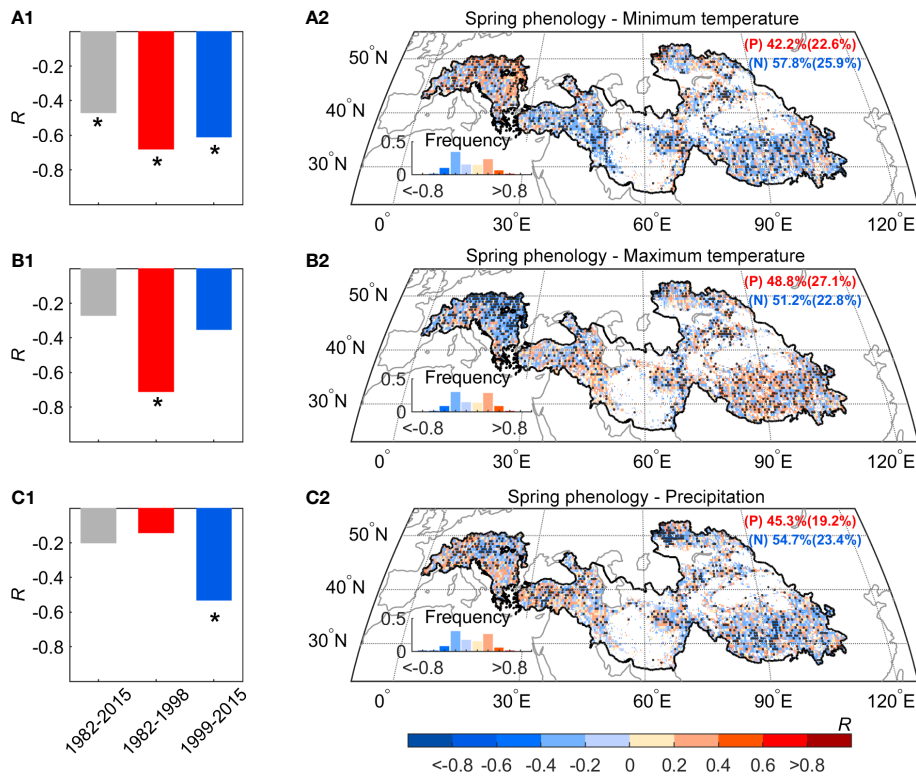 A1
-0.2
-0.4
-0.6
-0.8
R
*
*
*
A2
Spring phenology - Minimum temperature
(P) 42.2%(22.6%)
(N) 57.8%(25.9%)
50°N
40°N
30°N
0.5
Frequency
0
<-0.8 >0.8
0° 30°E 60°E 90°E 120°E
B1
-0.2
-0.4
-0.6
-0.8
R
*
B2
Spring phenology - Maximum temperature
(P) 48.8%(27.1%)
(N) 51.2%(22.8%)
50°N
40°N
30°N
0.5
Frequency
0
<-0.8 >0.8
0° 30°E 60°E 90°E 120°E
C1
-0.2
-0.4
-0.6
-0.8
R
*
1982-2015 1982-1998 1999-2015
C2
Spring phenology - Precipitation
(P) 45.3%(19.2%)
(N) 54.7%(23.4%)
50°N
40°N
30°N
0.5
Frequency
0
<-0.8 >0.8
0° 30°E 60°E 90°E 120°E
R
<-0.8 -0.6 -0.4 -0.2 0 0.2 0.4 0.6 >0.8